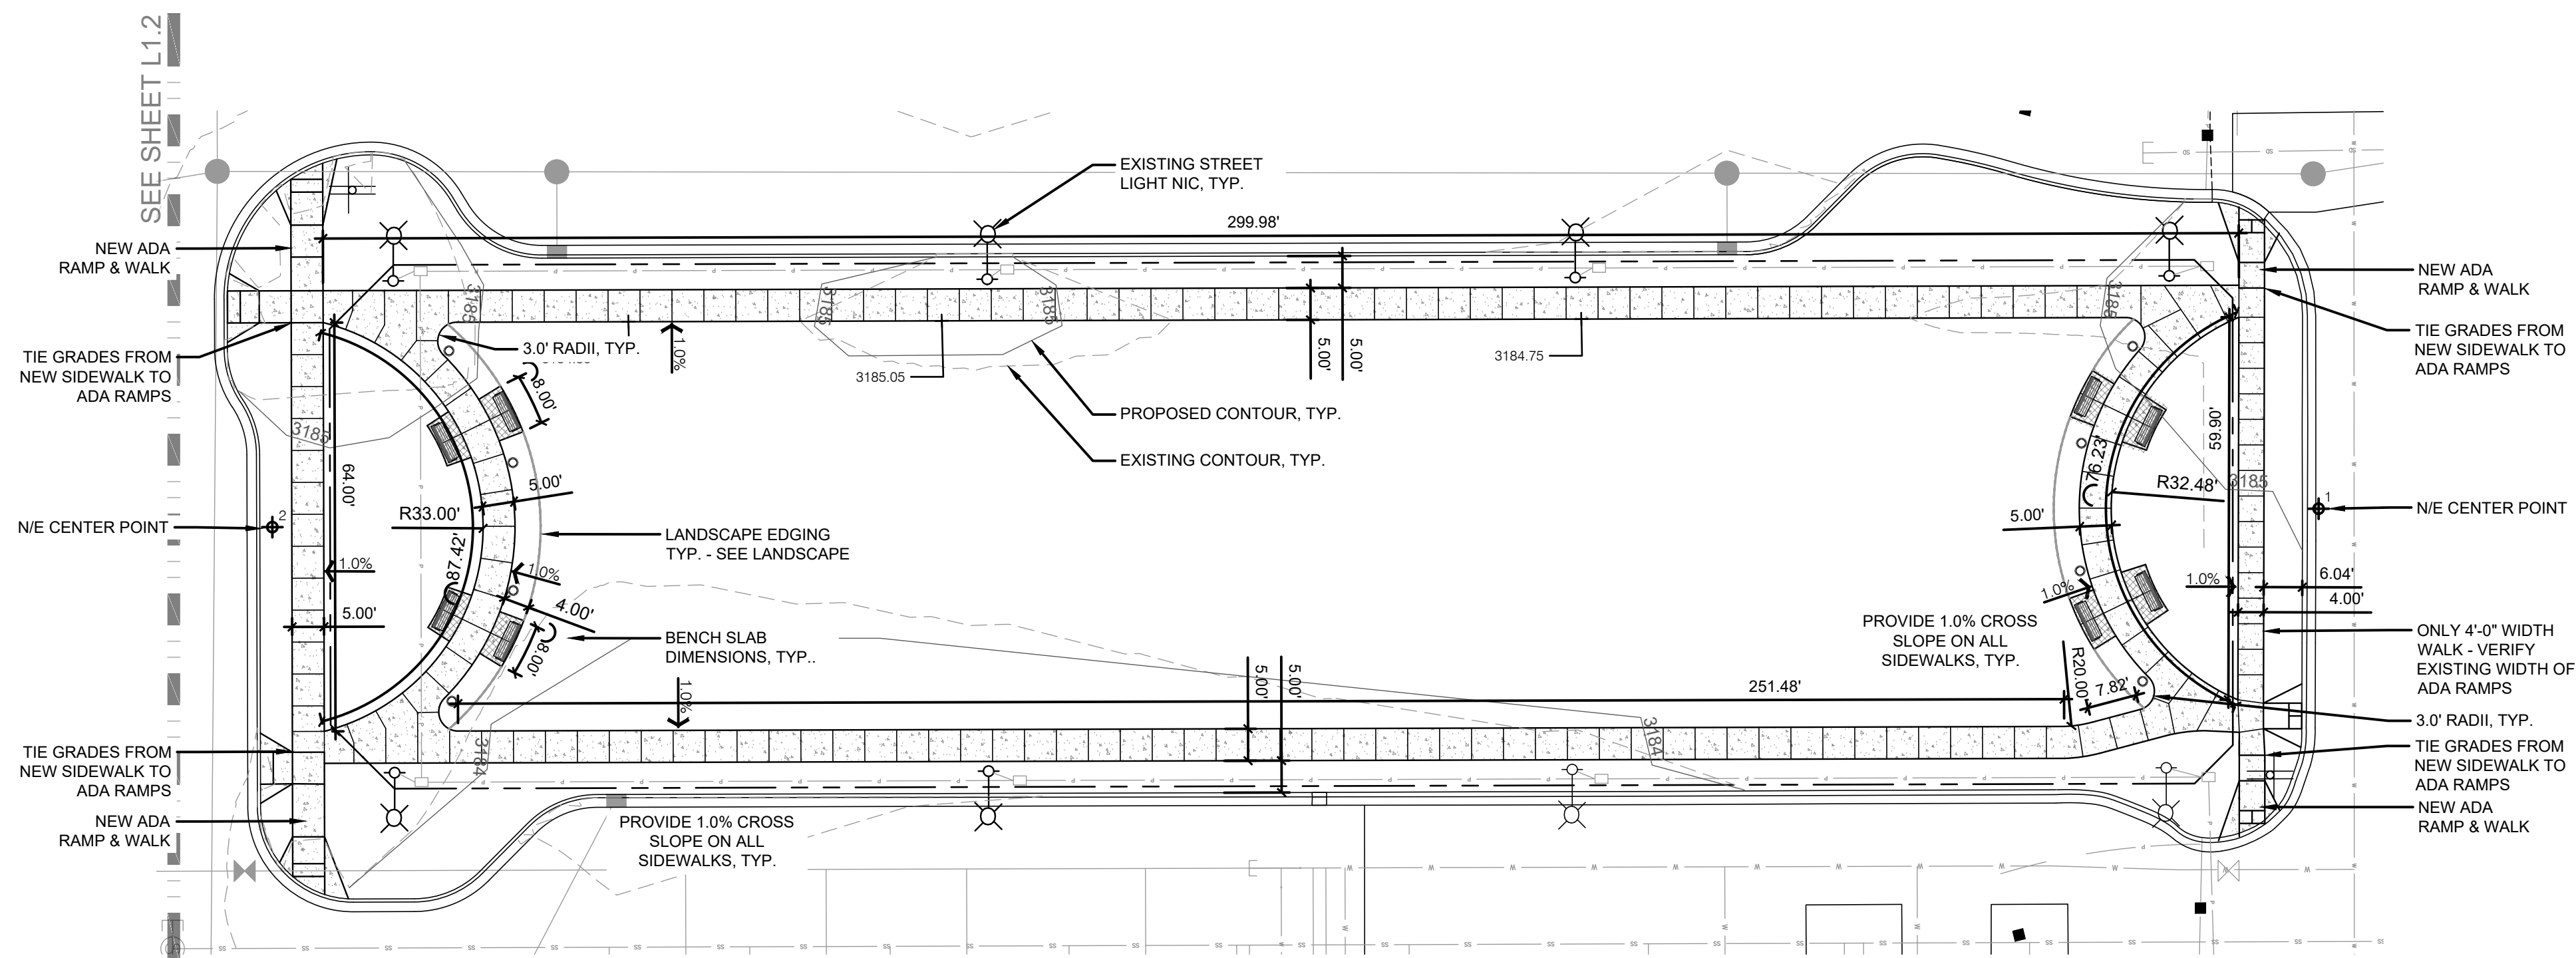 SEE SHEET L1.2
EXISTING STREET
LIGHT NIC, TYP.
299.98'
NEW ADA
RAMP & WALK
NEW ADA
RAMP & WALK
TIE GRADES FROM
NEW SIDEWALK TO
ADA RAMPS
TIE GRADES FROM
NEW SIDEWALK TO
ADA RAMPS
3185
3185
3185
3185
3.0' RADII, TYP.
1.0%
3185.05
5.00'
5.00'
3184.75
8.00'
PROPOSED CONTOUR, TYP.
EXISTING CONTOUR, TYP.
3185
64.00'
5.00'
R33.00'
87.42'
59.90'
76.23'
R32.48'
3185
5.00'
1
2
N/E CENTER POINT
N/E CENTER POINT
LANDSCAPE EDGING
TYP. - SEE LANDSCAPE
1.0%
1.0%
5.00'
4.00'
8.00'
BENCH SLAB
DIMENSIONS, TYP..
1.0%
1.0%
6.04'
4.00'
PROVIDE 1.0% CROSS
SLOPE ON ALL
SIDEWALKS, TYP.
ONLY 4'-0" WIDTH
WALK - VERIFY
EXISTING WIDTH OF
ADA RAMPS
1.0%
5.00'
5.00'
251.48'
R20.00'
7.82'
3.0' RADII, TYP.
3184
3184
TIE GRADES FROM
NEW SIDEWALK TO
ADA RAMPS
TIE GRADES FROM
NEW SIDEWALK TO
ADA RAMPS
NEW ADA
RAMP & WALK
NEW ADA
RAMP & WALK
PROVIDE 1.0% CROSS
SLOPE ON ALL
SIDEWALKS, TYP.